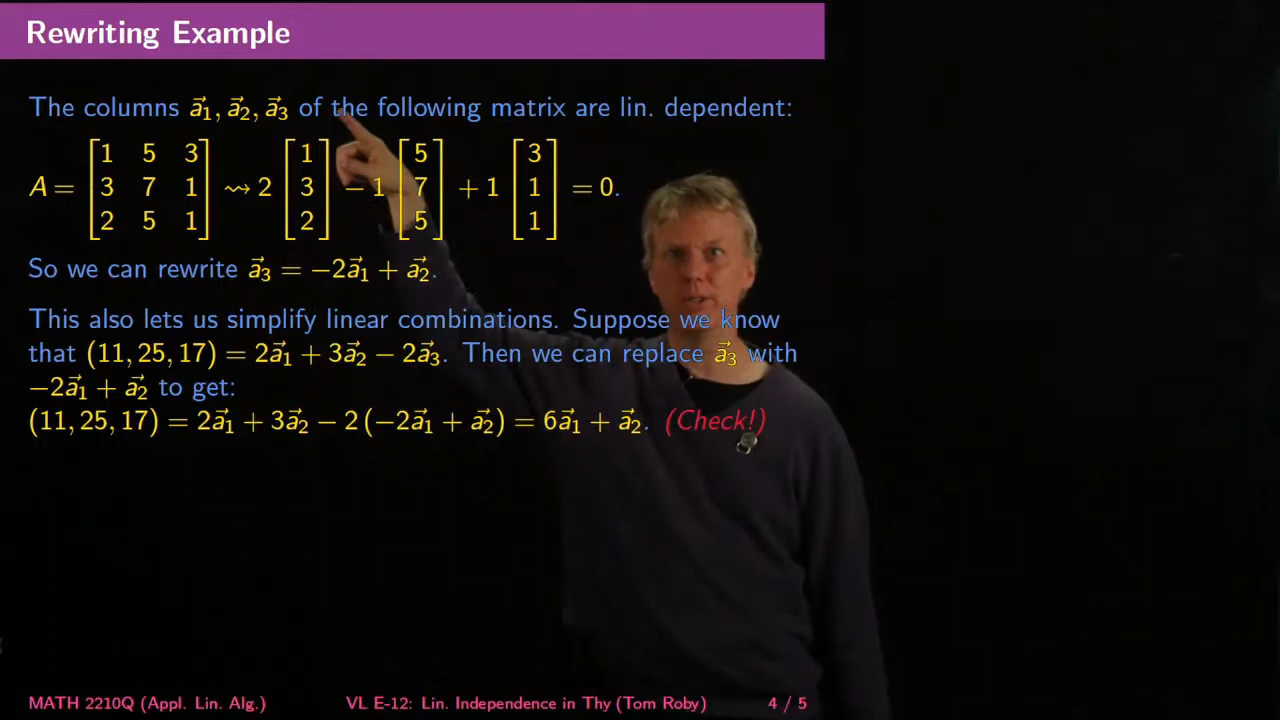 Rewriting Example
The columns a⃗₁, a⃗₂, a⃗₃ of the following matrix are lin. dependent:
A = [1 5 3; 3 7 1; 2 5 1] ⇝ 2 [1; 3; 2] − 1 [5; 7; 5] + 1 [3; 1; 1] = 0.
So we can rewrite a⃗₃ = −2a⃗₁ + a⃗₂.
This also lets us simplify linear combinations. Suppose we know
that (11, 25, 17) = 2a⃗₁ + 3a⃗₂ − 2a⃗₃. Then we can replace a⃗₃ with
−2a⃗₁ + a⃗₂ to get:
(11, 25, 17) = 2a⃗₁ + 3a⃗₂ − 2 (−2a⃗₁ + a⃗₂) = 6a⃗₁ + a⃗₂. (Check!)
MATH 2210Q (Appl. Lin. Alg.) VL E-12: Lin. Independence in Thy (Tom Roby) 4 / 5